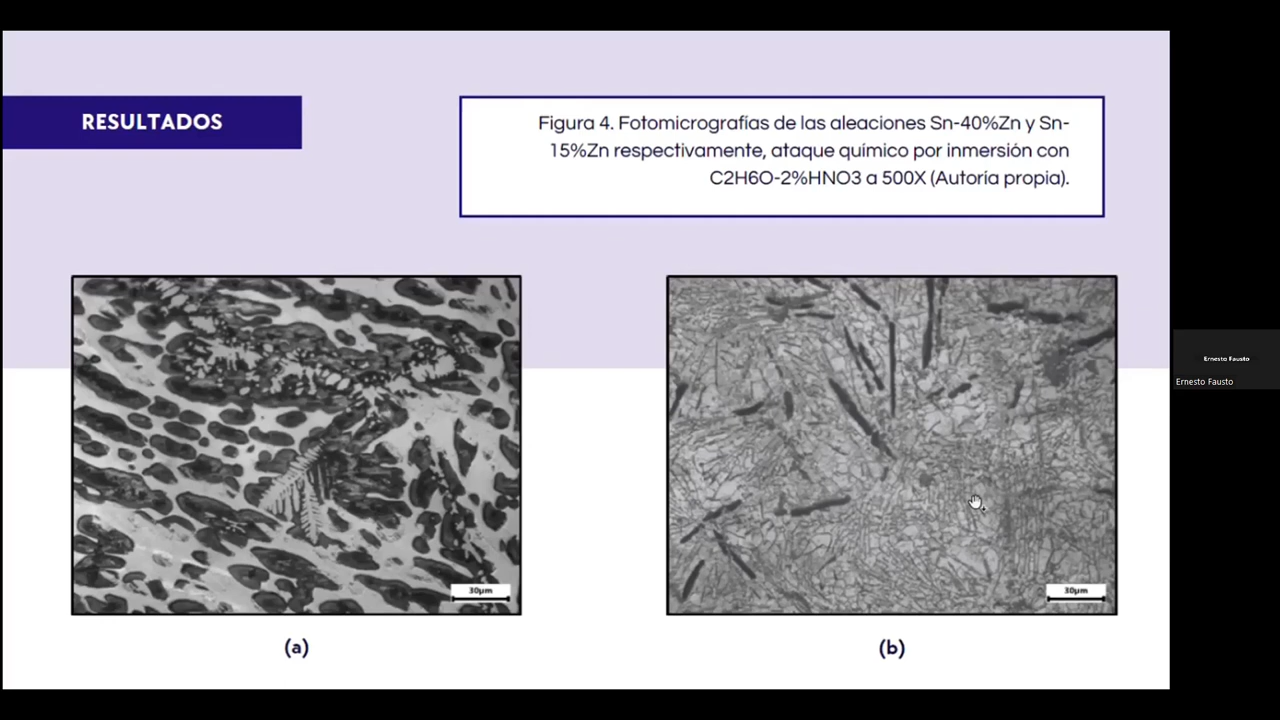 RESULTADOS
Figura 4. Fotomicrografías de las aleaciones Sn-40%Zn y Sn-
15%Zn respectivamente, ataque químico por inmersión con
C2H6O-2%HNO3 a 500X (Autoría propia).
30µm
30µm
(a)
(b)
Ernesto Fausto
Ernesto Fausto